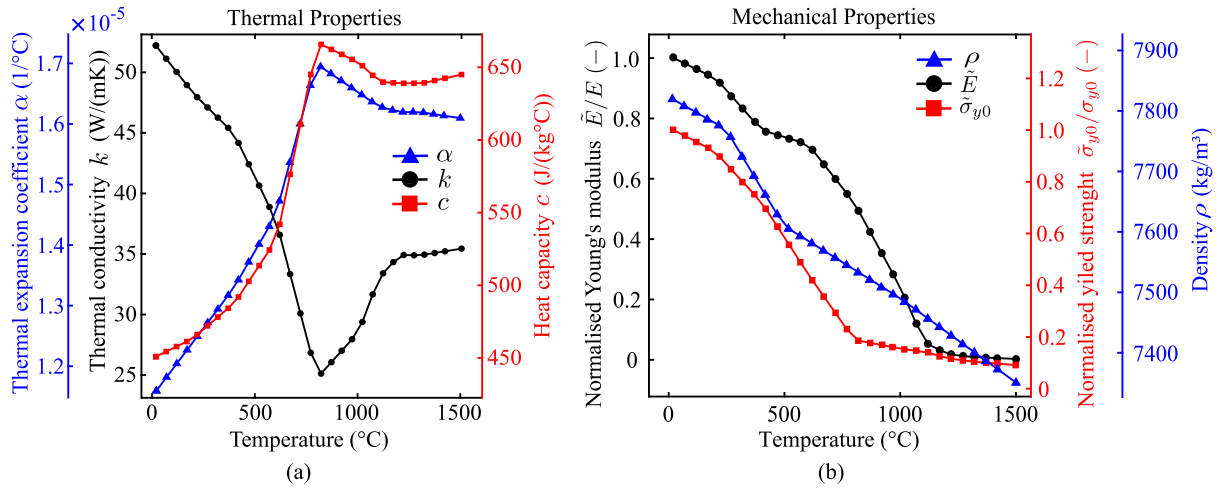 Thermal Properties
×10⁻⁵
Thermal expansion coefficient α (1/°C)
1.7
1.6
1.5
1.4
1.3
1.2
Thermal conductivity k (W/(mK))
50
45
40
35
30
25
α
k
c
650
600
650
500
450
Heat capacity c (J/(kg°C))
0
500
1000
1500
Temperature (°C)
(a)
Mechanical Properties
Normalised Young's modulus Ẽ/E (−)
1.0
0.8
0.6
0.4
0.2
0
ρ
Ẽ
σ̃y0
1.2
1.0
0.8
0.6
0.4
0.2
0
Normalised yiled strenght σ̃y0/σy0 (−)
7900
7800
7700
7600
7500
7400
Density ρ (kg/m³)
0
500
1000
1500
Temperature (°C)
(b)